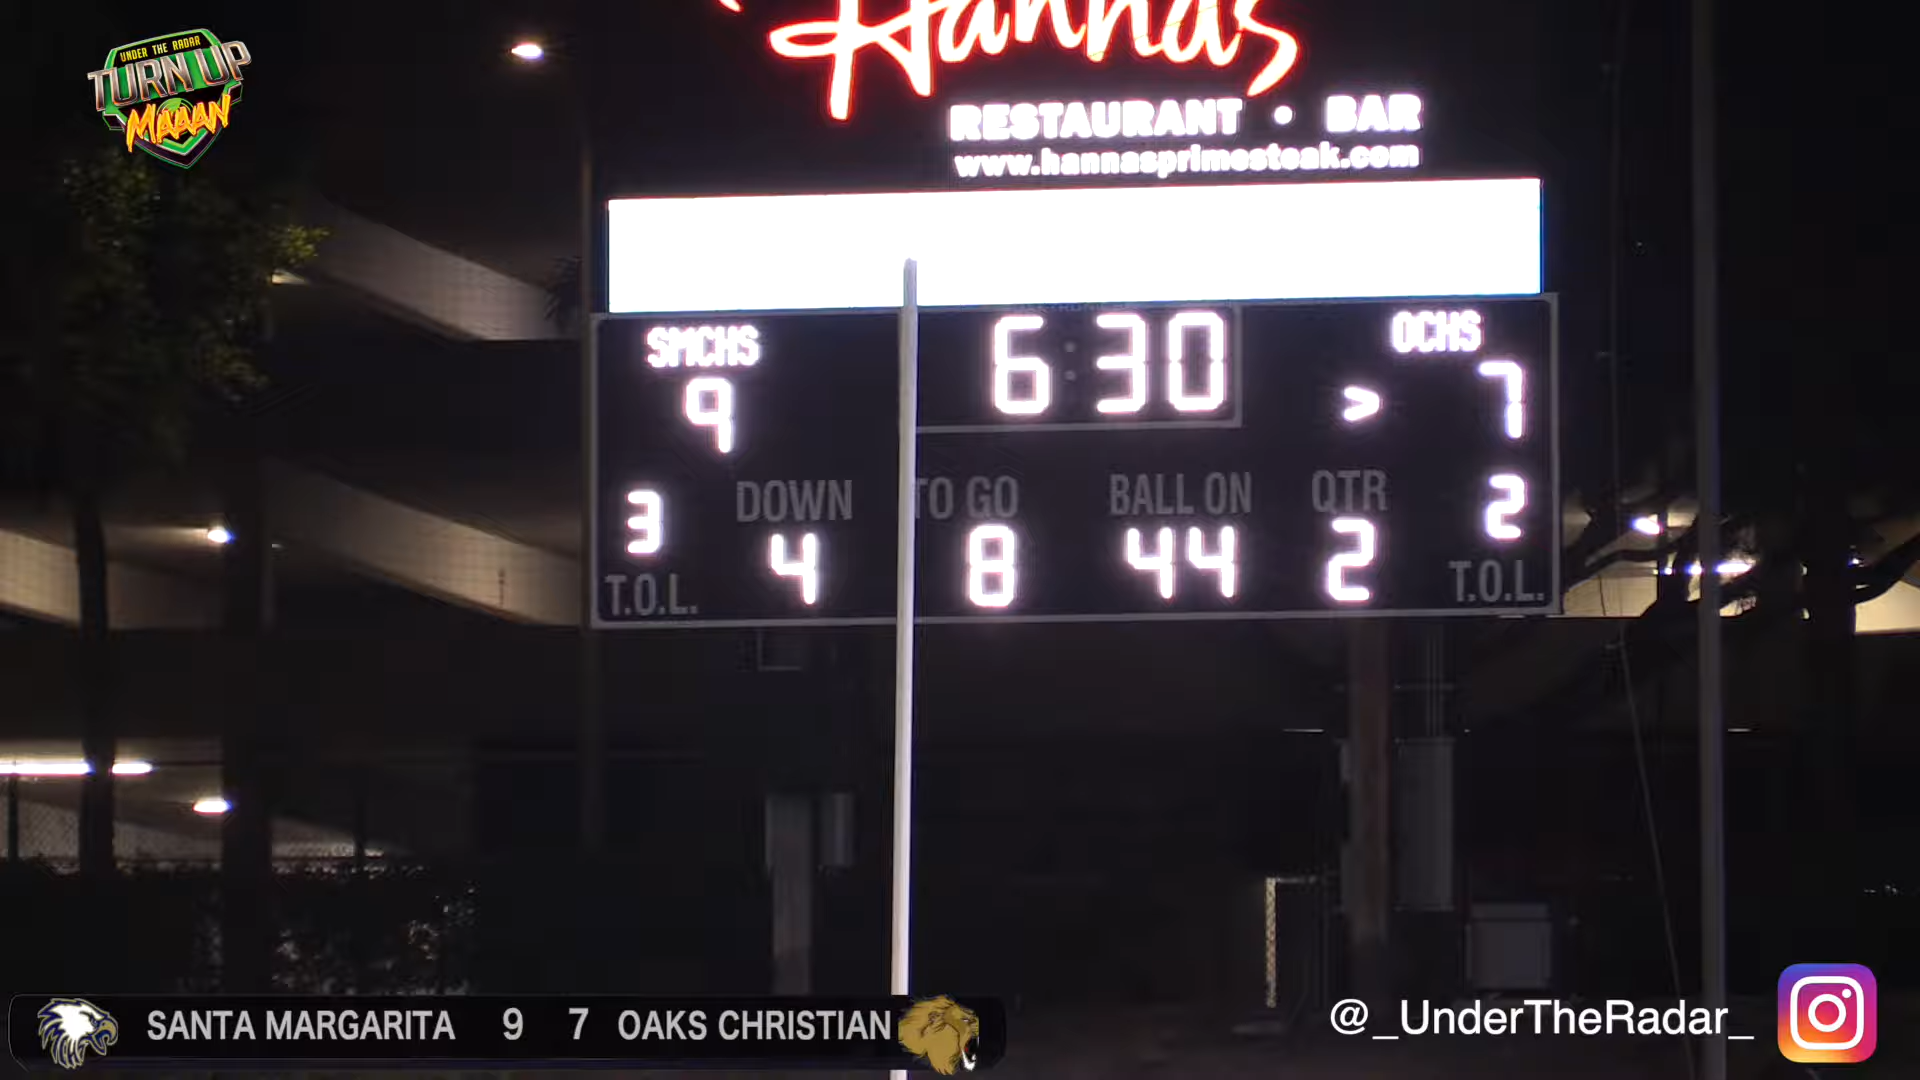 UNDER THE RADAR
TURN UP
MAAAN
Hannas
RESTAURANT • BAR
www.hannasprimesteak.com
SMCHS 6:30 OCHS
9 > 7
DOWN TO GO BALL ON QTR
3 4 8 44 2 2
T.O.L. T.O.L.
SANTA MARGARITA 9 7 OAKS CHRISTIAN
@_UnderTheRadar_